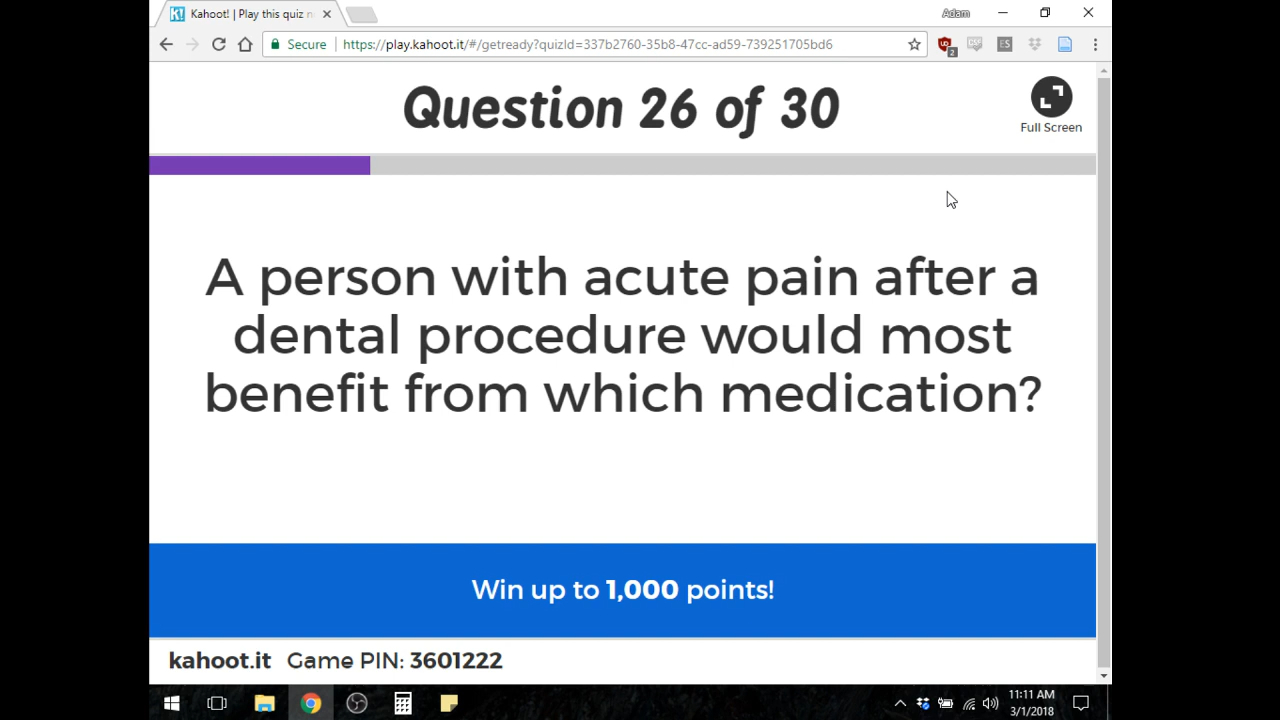 Kahoot! | Play this quiz n
Adam
Secure
https://play.kahoot.it/#/getready?quizId=337b2760-35b8-47cc-ad59-739251705bd6
2
ES
Question 26 of 30
Full Screen
A person with acute pain after a
dental procedure would most
benefit from which medication?
Win up to 1,000 points!
kahoot.it Game PIN: 3601222
11:11 AM
3/1/2018